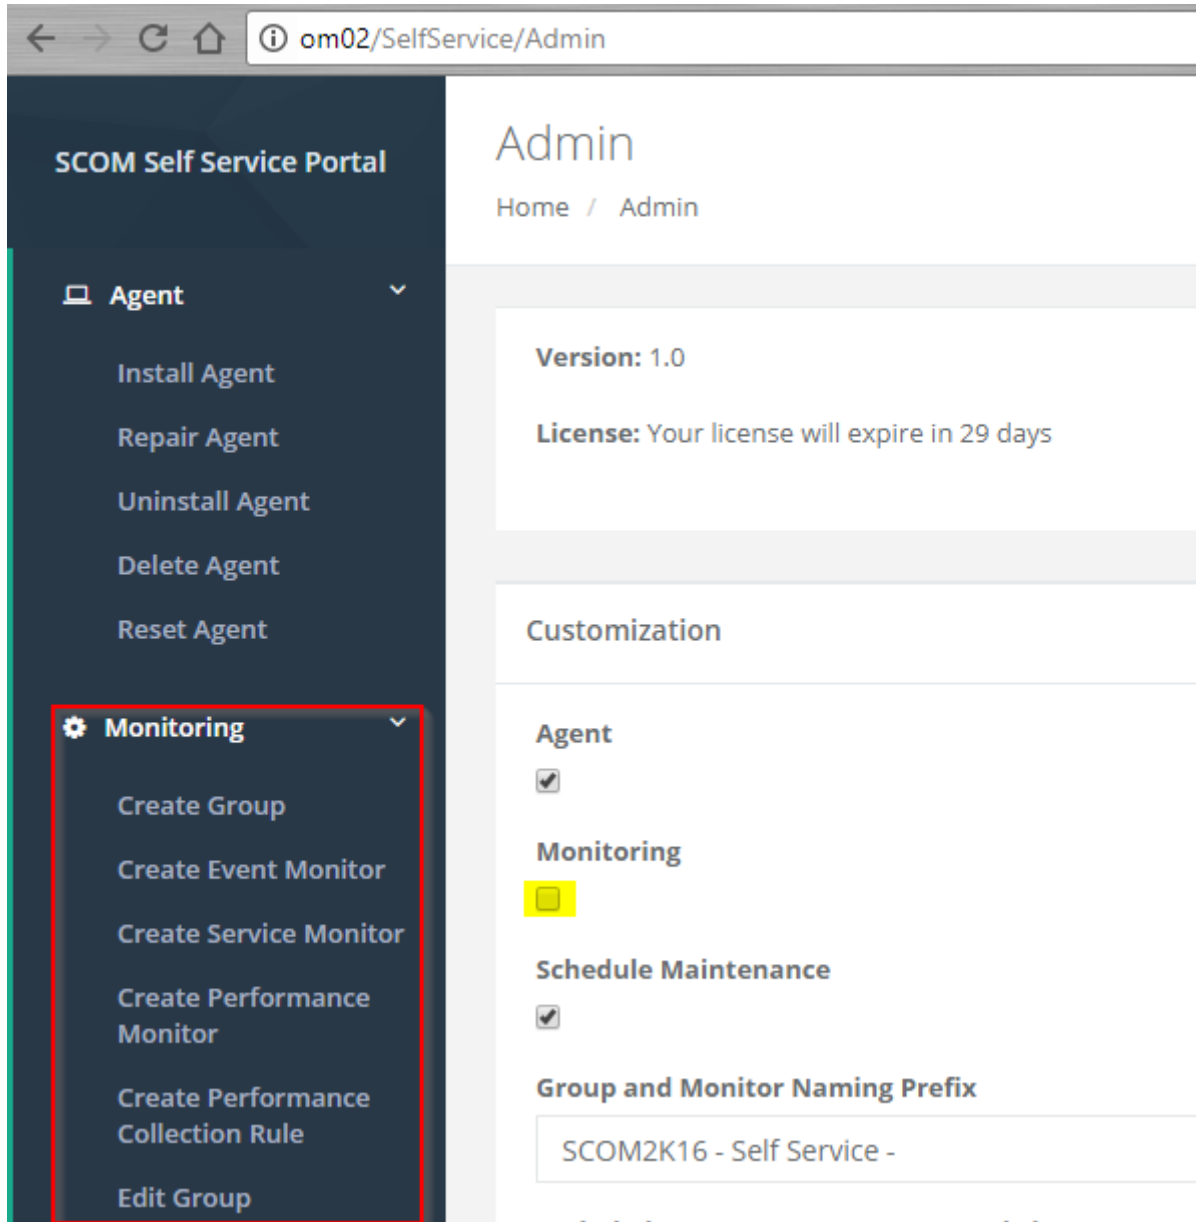 om02/SelfService/Admin
SCOM Self Service Portal
Agent
Install Agent
Repair Agent
Uninstall Agent
Delete Agent
Reset Agent
Monitoring
Create Group
Create Event Monitor
Create Service Monitor
Create Performance
Monitor
Create Performance
Collection Rule
Edit Group
Admin
Home / Admin
Version: 1.0
License: Your license will expire in 29 days
Customization
Agent
Monitoring
Schedule Maintenance
Group and Monitor Naming Prefix
SCOM2K16 - Self Service -